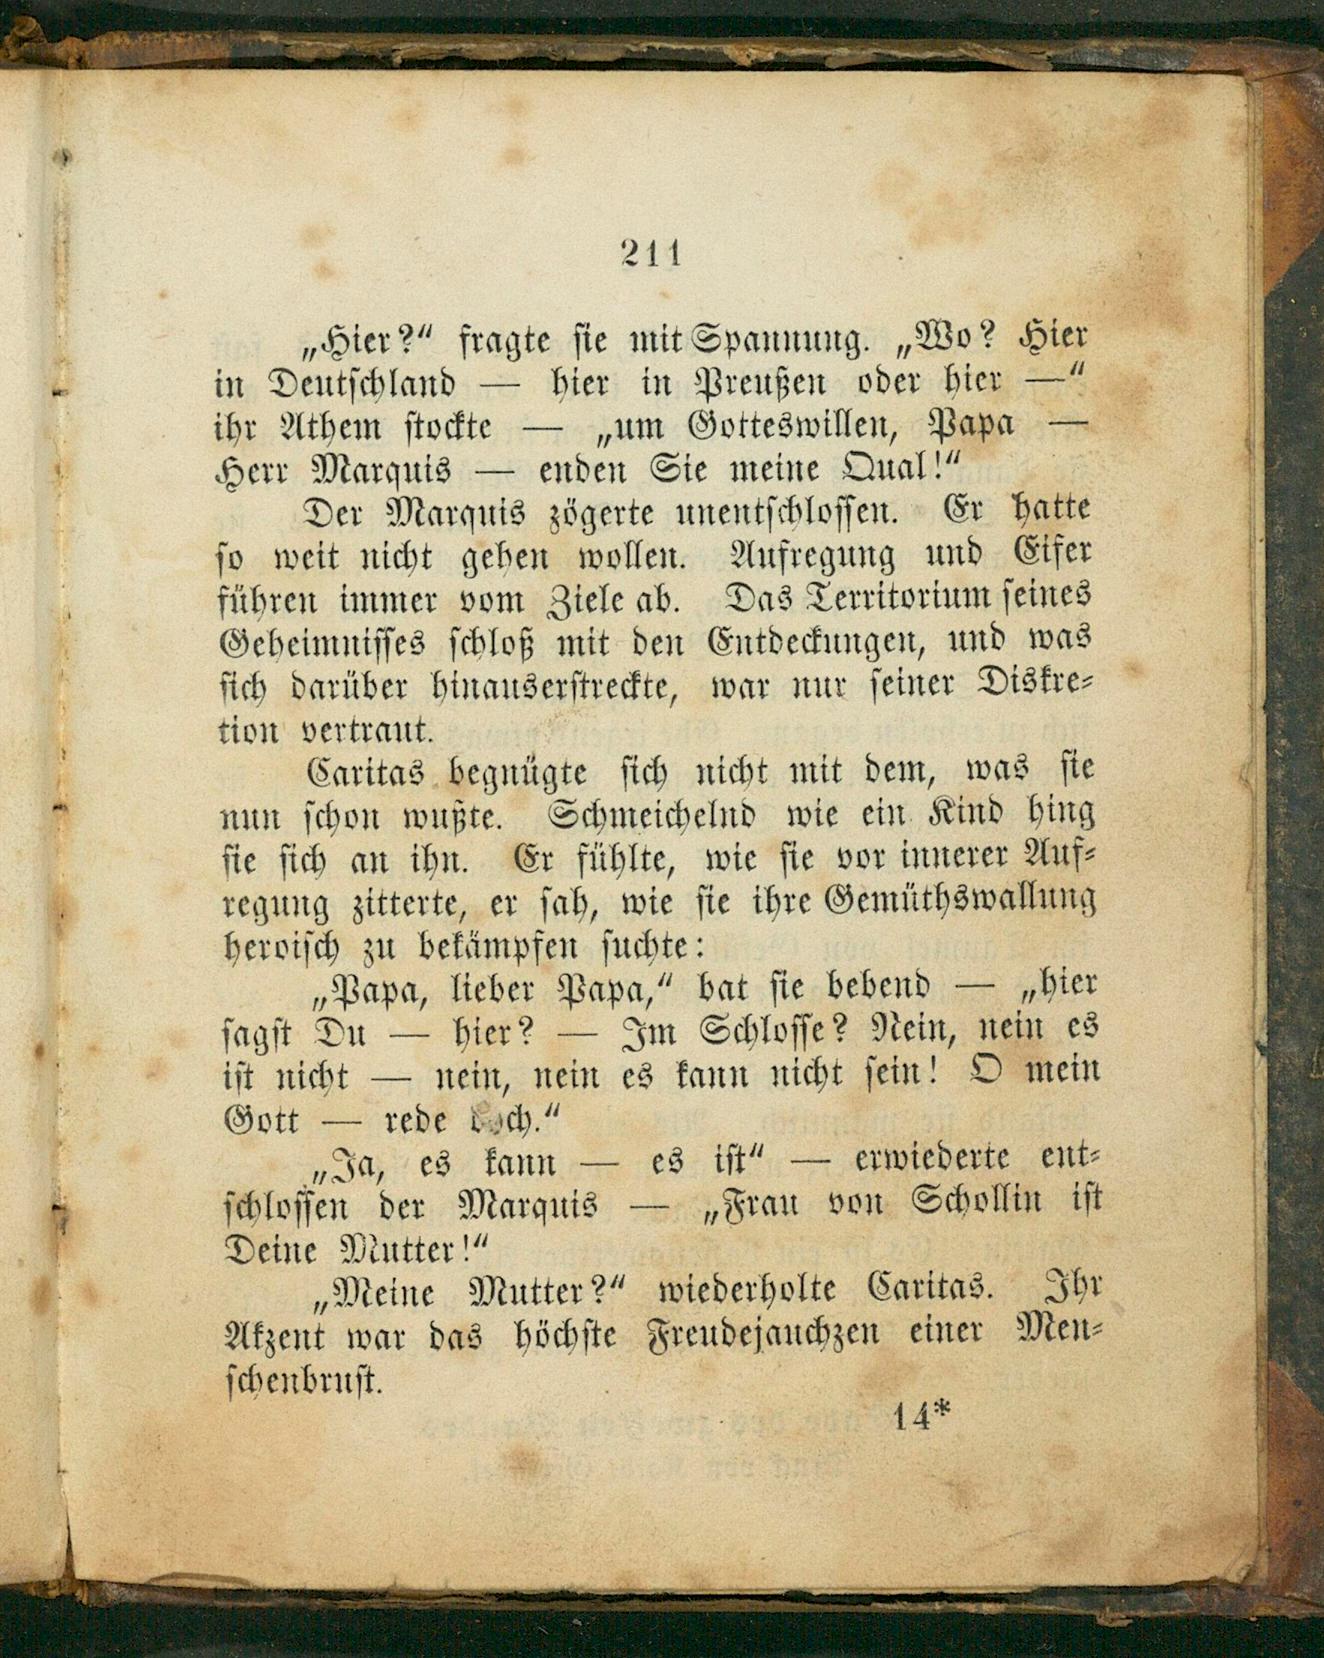 211
„Hier?“ fragte sie mit Spannung. „Wo? Hier
in Deutschland — hier in Preußen oder hier —“
ihr Athem stockte — „um Gotteswillen, Papa —
Herr Marquis — enden Sie meine Qual!“
Der Marquis zögerte unentschlossen. Er hatte
so weit nicht gehen wollen. Aufregung und Eifer
führen immer vom Ziele ab. Das Territorium seines
Geheimnisses schloß mit den Entdeckungen, und was
sich darüber hinauserstreckte, war nur seiner Diskre-
tion vertraut.
Caritas begnügte sich nicht mit dem, was sie
nun schon wußte. Schmeichelnd wie ein Kind hing
sie sich an ihn. Er fühlte, wie sie vor innerer Auf-
regung zitterte, er sah, wie sie ihre Gemüthswallung
heroisch zu bekämpfen suchte:
„Papa, lieber Papa,“ bat sie bebend — „hier
sagst Du — hier? — Im Schlosse? Nein, nein es
ist nicht — nein, nein es kann nicht sein! O mein
Gott — rede doch.“
„Ja, es kann — es ist“ — erwiederte ent-
schlossen der Marquis — „Frau von Schollin ist
Deine Mutter!“
„Meine Mutter?“ wiederholte Caritas. Ihr
Akzent war das höchste Freudejauchzen einer Men-
schenbrust.
14*